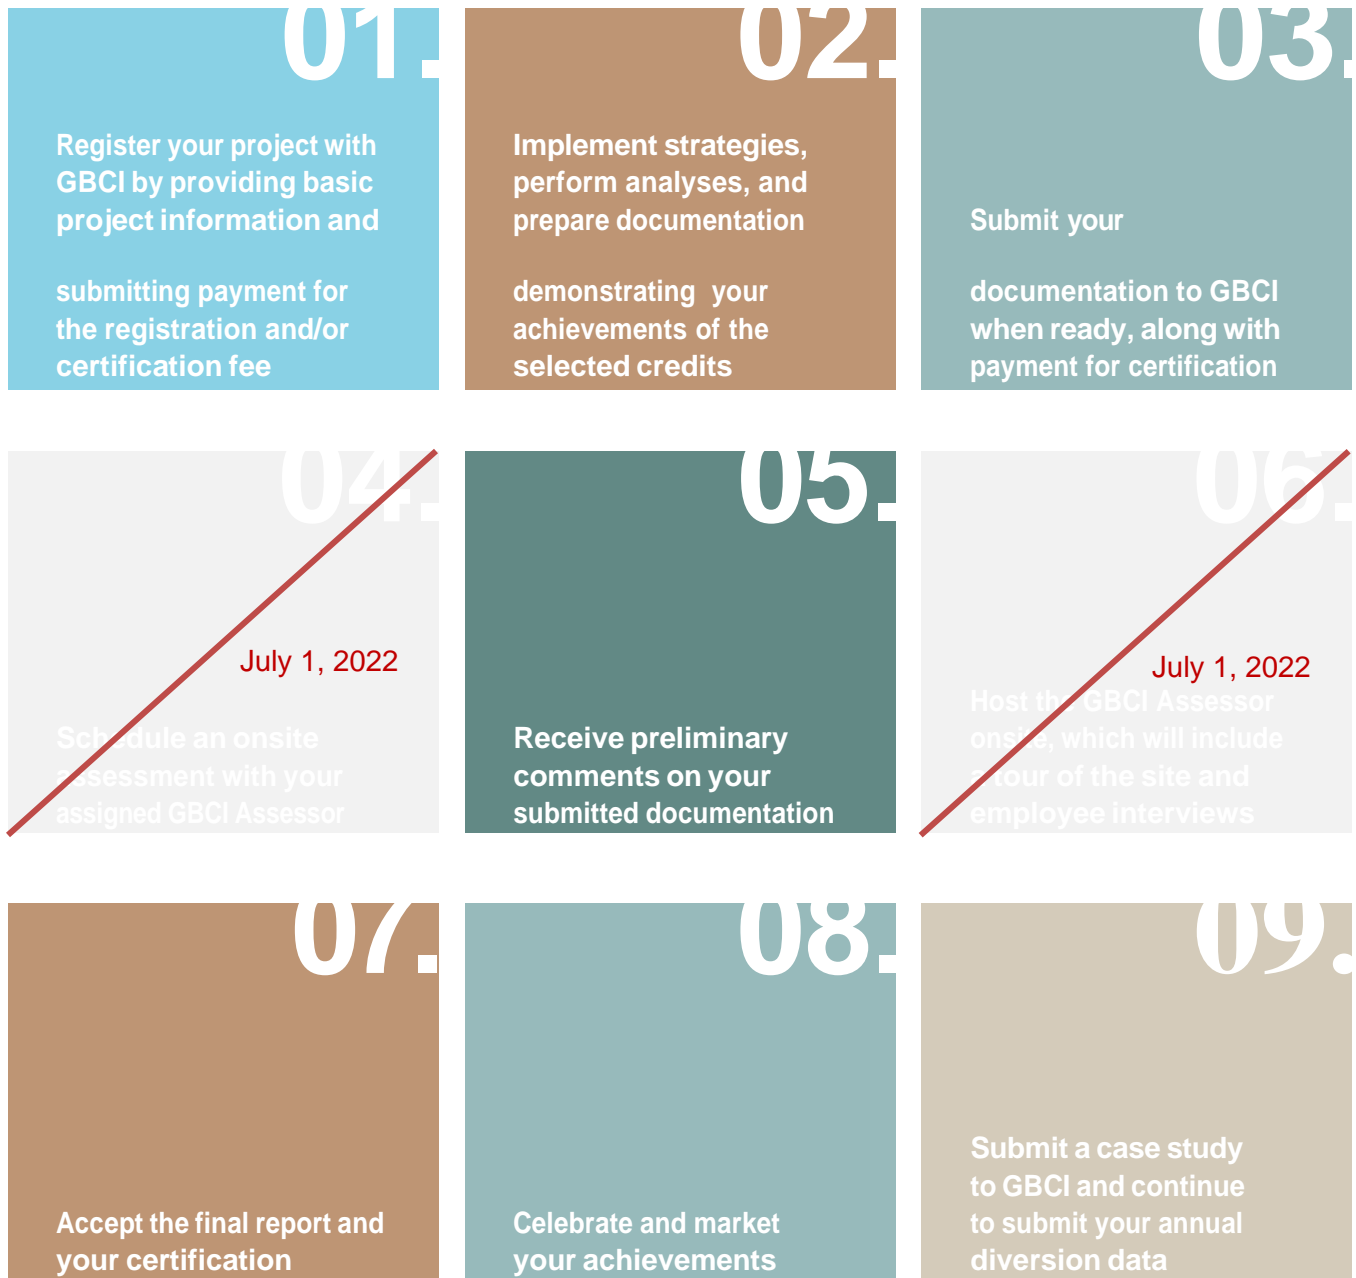 01.
Register your project with
GBCI by providing basic
project information and
submitting payment for
the registration and/or
certification fee
02.
Implement strategies,
perform analyses, and
prepare documentation
demonstrating your
achievements of the
selected credits
03.
Submit your
documentation to GBCI
when ready, along with
payment for certification
04.
July 1, 2022
Schedule an onsite
assessment with your
assigned GBCI Assessor
05.
Receive preliminary
comments on your
submitted documentation
06.
July 1, 2022
Host the GBCI Assessor
onsite, which will include
a tour of the site and
employee interviews
07.
Accept the final report and
your certification
08.
Celebrate and market
your achievements
09.
Submit a case study
to GBCI and continue
to submit your annual
diversion data